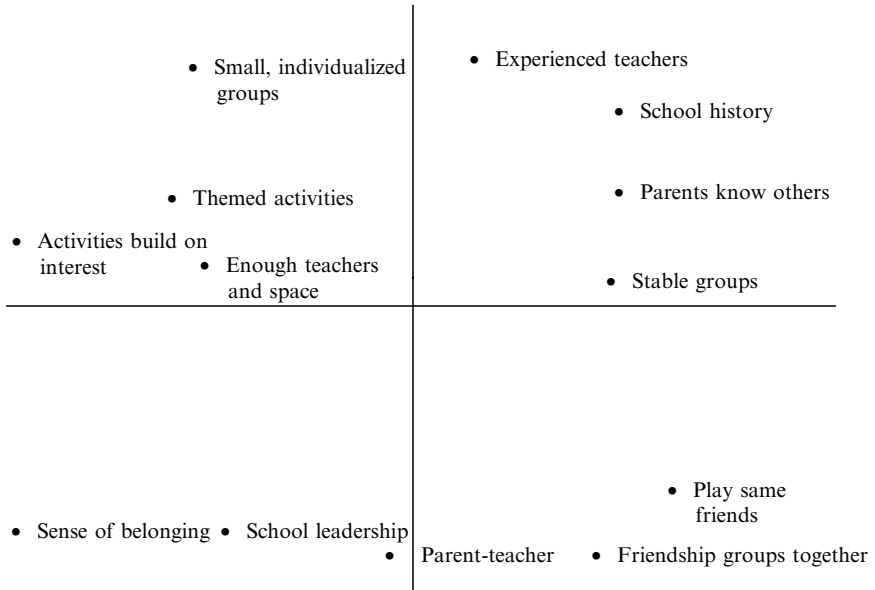 • Small, individualized
groups
• Experienced teachers
• School history
• Themed activities
• Parents know others
• Activities build on
interest
• Enough teachers
and space
• Stable groups
• Play same
friends
• Sense of belonging
• School leadership
• Parent-teacher
• Friendship groups together